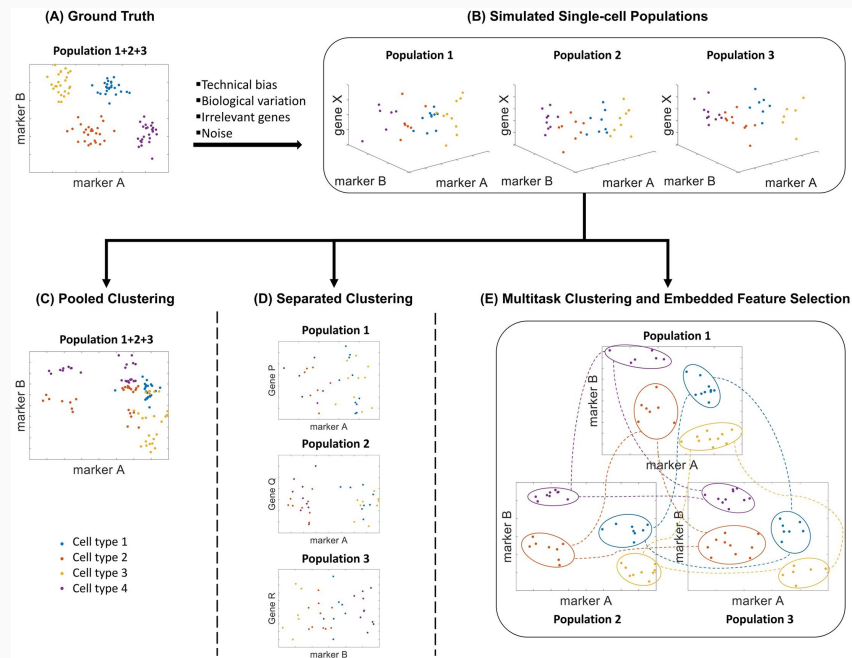 (A) Ground Truth
Population 1+2+3
marker B
marker A
▪Technical bias
▪Biological variation
▪Irrelevant genes
▪Noise
(B) Simulated Single-cell Populations
Population 1
gene X
marker B
marker A
Population 2
gene X
marker B
marker A
Population 3
gene X
marker B
marker A
(C) Pooled Clustering
Population 1+2+3
marker B
marker A
Cell type 1
Cell type 2
Cell type 3
Cell type 4
(D) Separated Clustering
Population 1
Gene P
marker A
Population 2
Gene Q
marker A
Population 3
Gene R
marker B
(E) Multitask Clustering and Embedded Feature Selection
Population 1
marker B
marker A
marker B
marker A
Population 2
marker B
marker A
Population 3